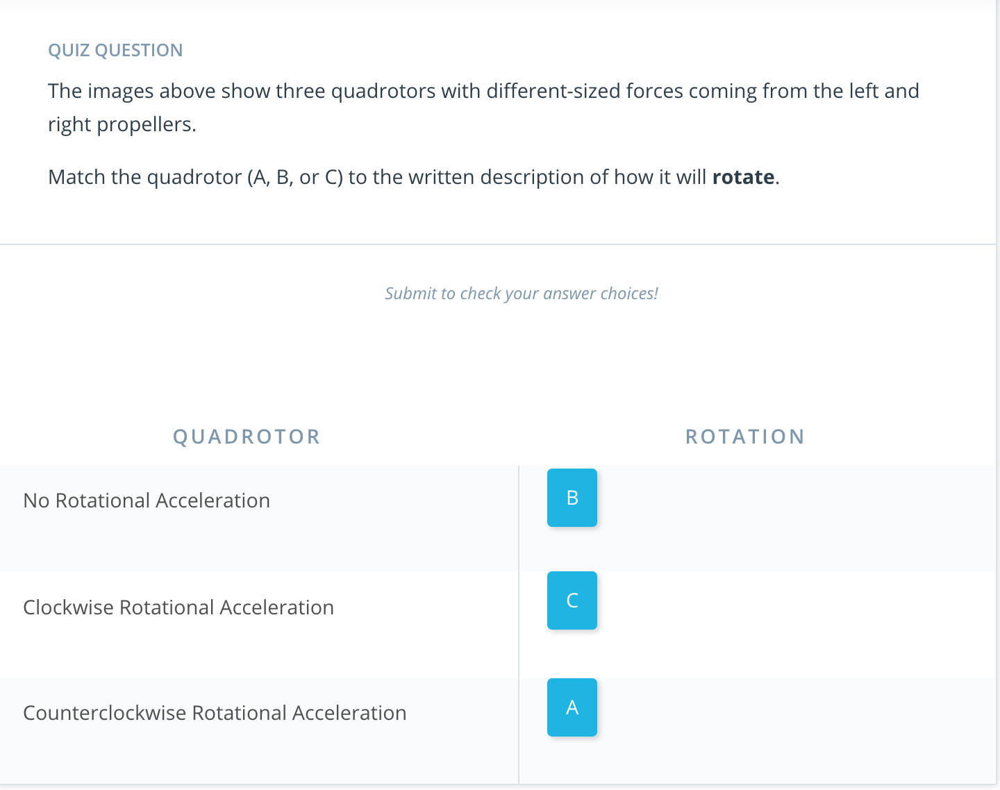 QUIZ QUESTION
The images above show three quadrotors with different-sized forces coming from the left and
right propellers.
Match the quadrotor (A, B, or C) to the written description of how it will rotate.
Submit to check your answer choices!
QUADROTOR
ROTATION
No Rotational Acceleration
B
Clockwise Rotational Acceleration
C
Counterclockwise Rotational Acceleration
A